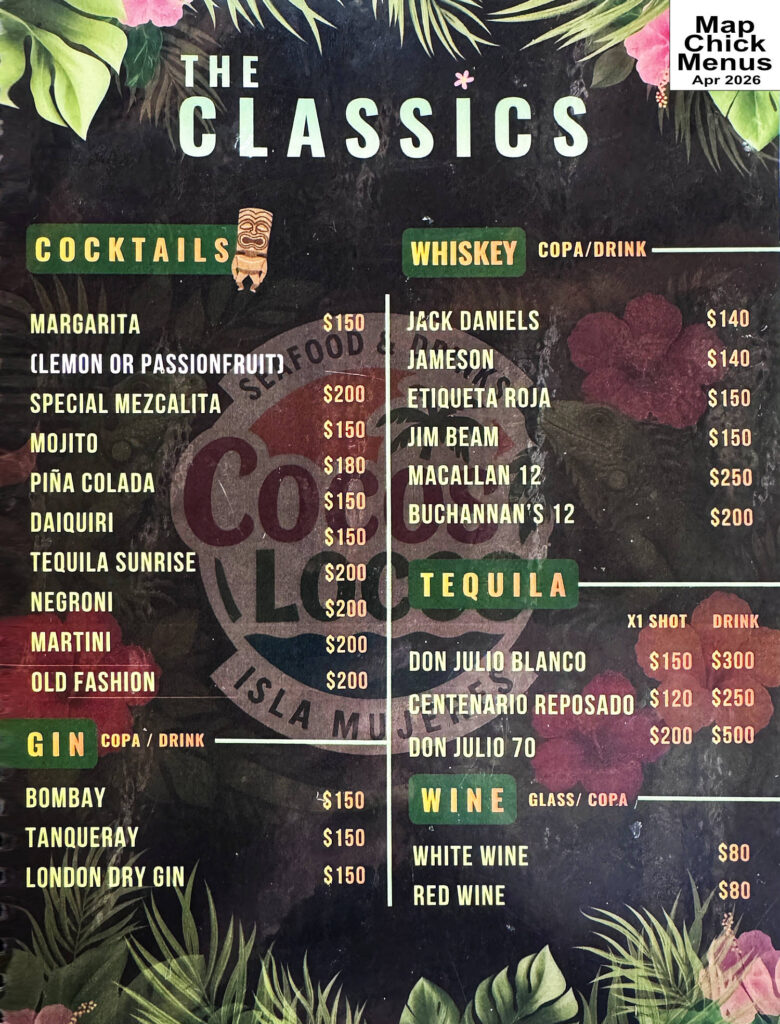 Map
Chick
Menus
Apr 2026
THE
CLASSICS
COCKTAILS
MARGARITA $150
(LEMON OR PASSIONFRUIT)
SPECIAL MEZCALITA $200
MOJITO $150
PIÑA COLADA $180
DAIQUIRI $150
$150
TEQUILA SUNRISE $200
NEGRONI $200
MARTINI $200
OLD FASHION $200
GIN COPA / DRINK
BOMBAY $150
TANQUERAY $150
LONDON DRY GIN $150
WHISKEY COPA/DRINK
JACK DANIELS $140
JAMESON $140
ETIQUETA ROJA $150
JIM BEAM $150
MACALLAN 12 $250
BUCHANNAN'S 12 $200
TEQUILA
X1 SHOT DRINK
DON JULIO BLANCO $150 $300
CENTENARIO REPOSADO $120 $250
DON JULIO 70 $200 $500
WINE GLASS/ COPA
WHITE WINE $80
RED WINE $80
SEAFOOD & DRINKS
Cocos
LOCOS
ISLA MUJERES